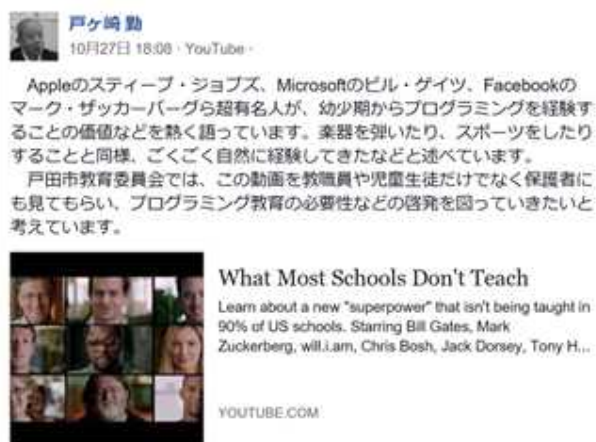 戸ヶ崎 勤
10月27日 18:08 · YouTube ·
Appleのスティーブ・ジョブズ、Microsoftのビル・ゲイツ、Facebookの
マーク・ザッカーバーグら超有名人が、幼少期からプログラミングを経験す
ることの価値などを熱く語っています。楽器を弾いたり、スポーツをしたり
することと同様、ごくごく自然に経験してきたなどと述べています。
戸田市教育委員会では、この動画を教職員や児童生徒だけでなく保護者に
も見てもらい、プログラミング教育の必要性などの啓発を図っていきたいと
考えています。
What Most Schools Don't Teach
Learn about a new "superpower" that isn't being taught in
90% of US schools. Starring Bill Gates, Mark
Zuckerberg, will.i.am, Chris Bosh, Jack Dorsey, Tony H...
YOUTUBE.COM